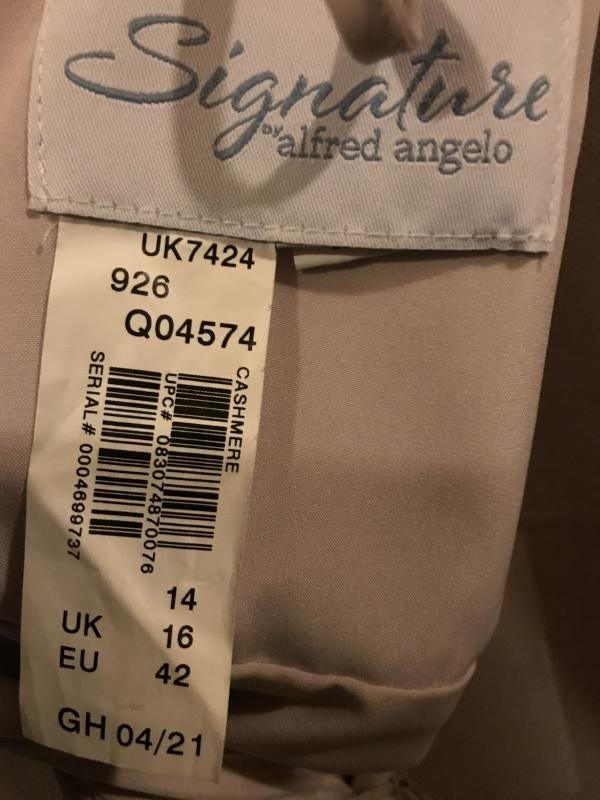 Signature
by alfred angelo
UK7424
926
Q04574
CASHMERE
UPC# 083074870076
SERIAL# 0004699737
14
UK 16
EU 42
GH 04/21